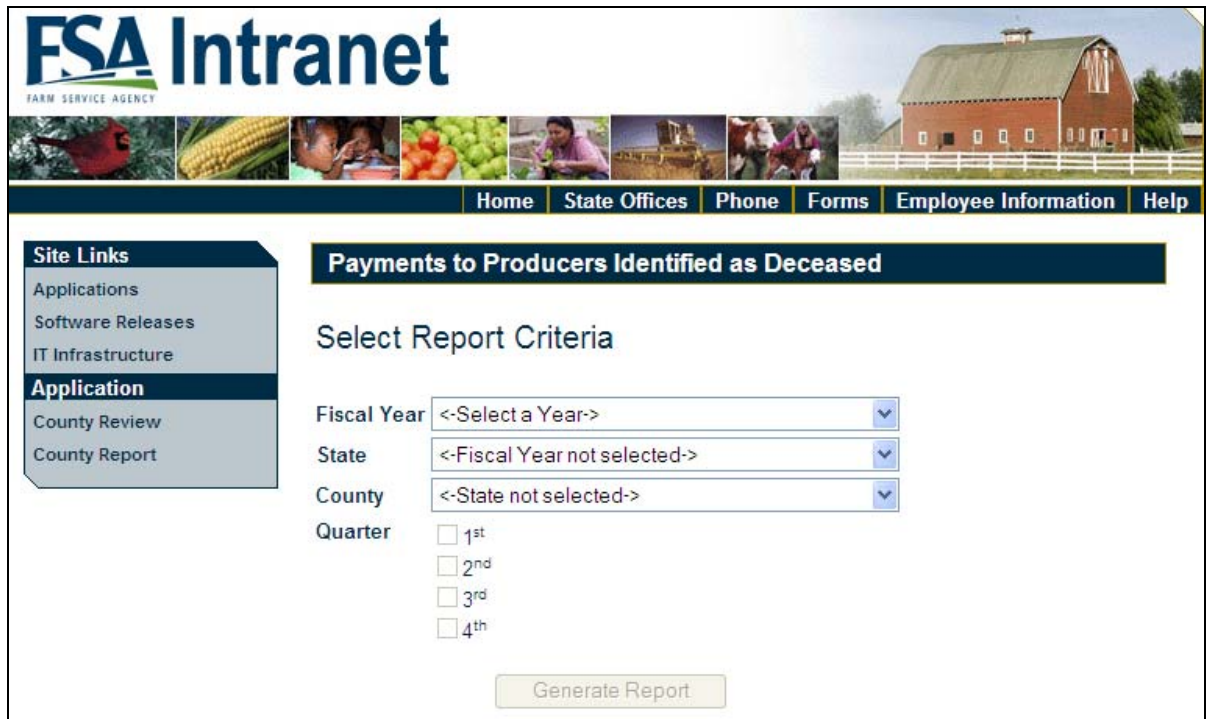 FSA Intranet
FARM SERVICE AGENCY
Home State Offices Phone Forms Employee Information Help
Site Links
Applications
Software Releases
IT Infrastructure
Application
County Review
County Report
Payments to Producers Identified as Deceased
Select Report Criteria
Fiscal Year <-Select a Year->
State <-Fiscal Year not selected->
County <-State not selected->
Quarter 1st
2nd
3rd
4th
Generate Report